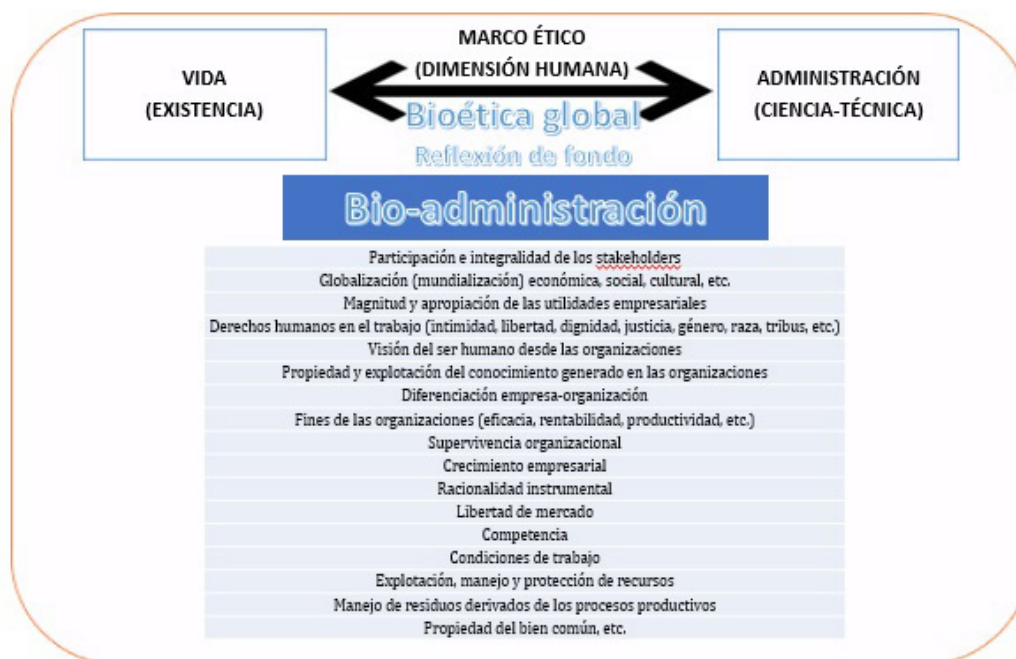 VIDA
(EXISTENCIA)
MARCO ÉTICO
(DIMENSIÓN HUMANA)
Bioética global
Reflexión de fondo
ADMINISTRACIÓN
(CIENCIA-TÉCNICA)
Bio-administración
Participación e integralidad de los stakeholders
Globalización (mundialización) económica, social, cultural, etc.
Magnitud y apropiación de las utilidades empresariales
Derechos humanos en el trabajo (intimidad, libertad, dignidad, justicia, género, raza, tribus, etc.)
Visión del ser humano desde las organizaciones
Propiedad y explotación del conocimiento generado en las organizaciones
Diferenciación empresa-organización
Fines de las organizaciones (eficacia, rentabilidad, productividad, etc.)
Supervivencia organizacional
Crecimiento empresarial
Racionalidad instrumental
Libertad de mercado
Competencia
Condiciones de trabajo
Explotación, manejo y protección de recursos
Manejo de residuos derivados de los procesos productivos
Propiedad del bien común, etc.